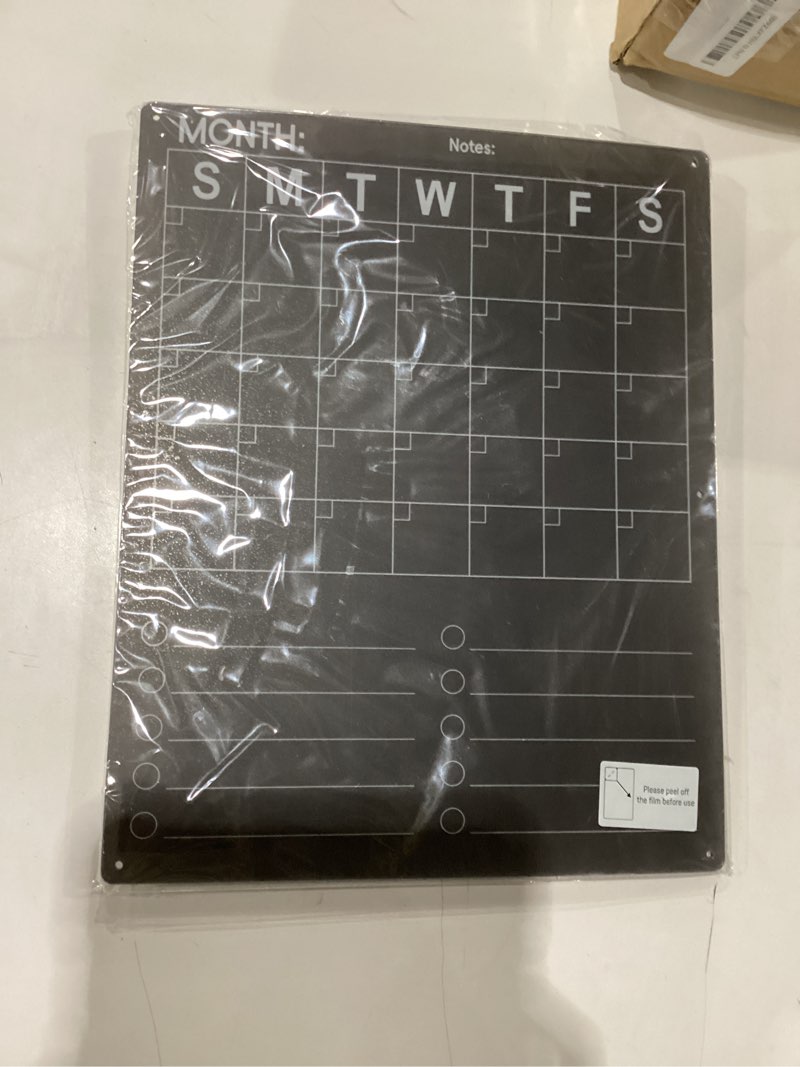 MONTH:
Notes:
S M T W T F S
Please peel off
the film before use